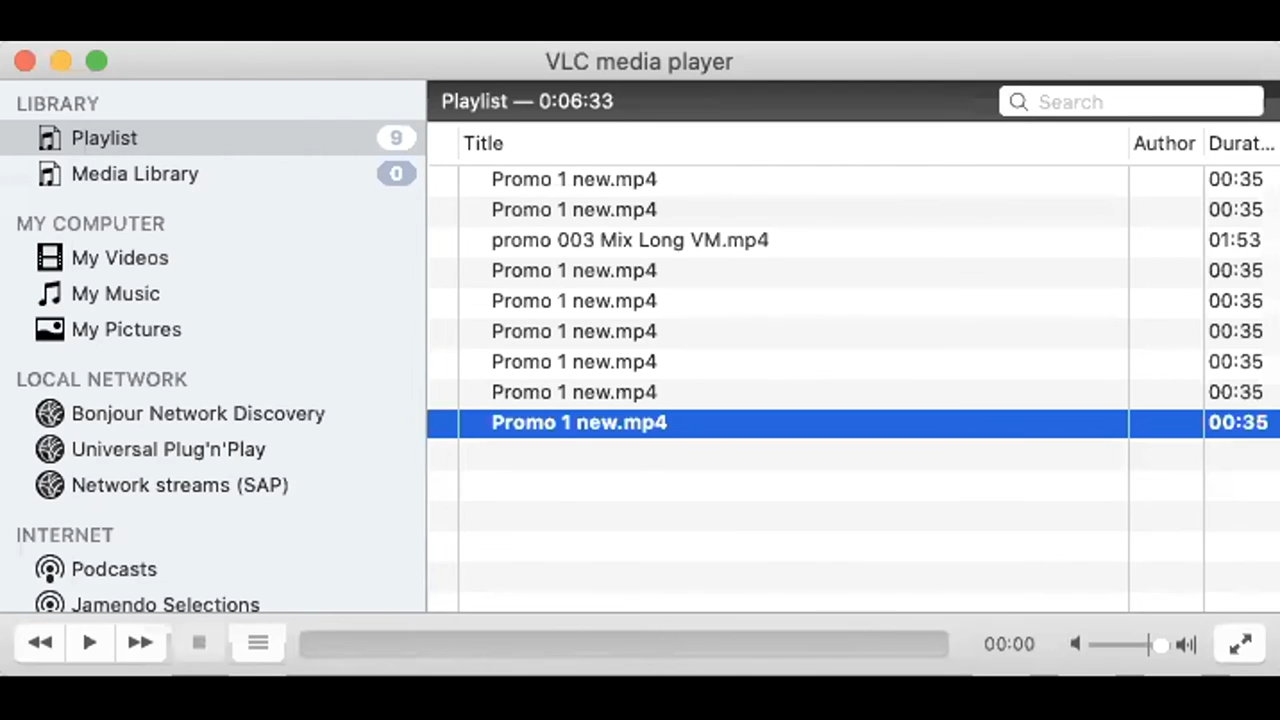 VLC media player
LIBRARY
Playlist 9
Media Library 0
MY COMPUTER
My Videos
My Music
My Pictures
LOCAL NETWORK
Bonjour Network Discovery
Universal Plug'n'Play
Network streams (SAP)
INTERNET
Podcasts
Jamendo Selections
Playlist — 0:06:33 Search
Title Author Durat...
Promo 1 new.mp4 00:35
Promo 1 new.mp4 00:35
promo 003 Mix Long VM.mp4 01:53
Promo 1 new.mp4 00:35
Promo 1 new.mp4 00:35
Promo 1 new.mp4 00:35
Promo 1 new.mp4 00:35
Promo 1 new.mp4 00:35
Promo 1 new.mp4 00:35
00:00